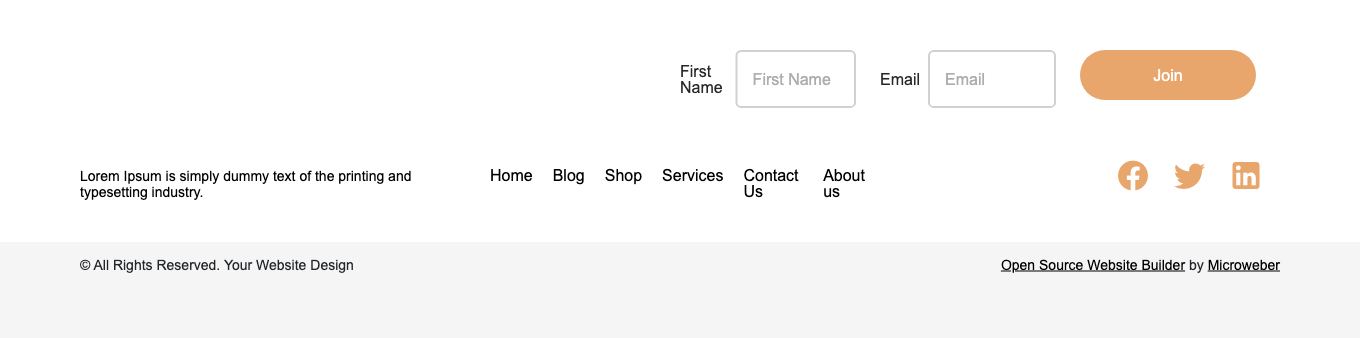 First
Name
First Name
Email
Email
Join
Lorem Ipsum is simply dummy text of the printing and
typesetting industry.
Home
Blog
Shop
Services
Contact
Us
About
us
© All Rights Reserved. Your Website Design
Open Source Website Builder by Microweber